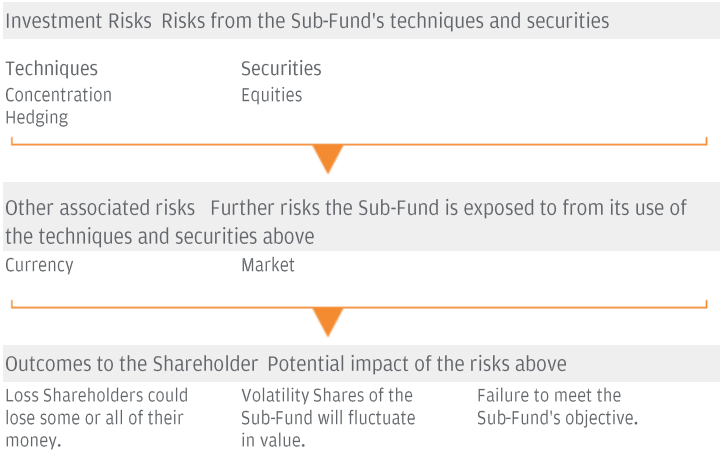 Investment Risks Risks from the Sub-Fund's techniques and securities
Techniques
Concentration
Hedging
Securities
Equities
Other associated risks Further risks the Sub-Fund is exposed to from its use of
the techniques and securities above
Currency
Market
Outcomes to the Shareholder Potential impact of the risks above
Loss Shareholders could
lose some or all of their
money.
Volatility Shares of the
Sub-Fund will fluctuate
in value.
Failure to meet the
Sub-Fund's objective.